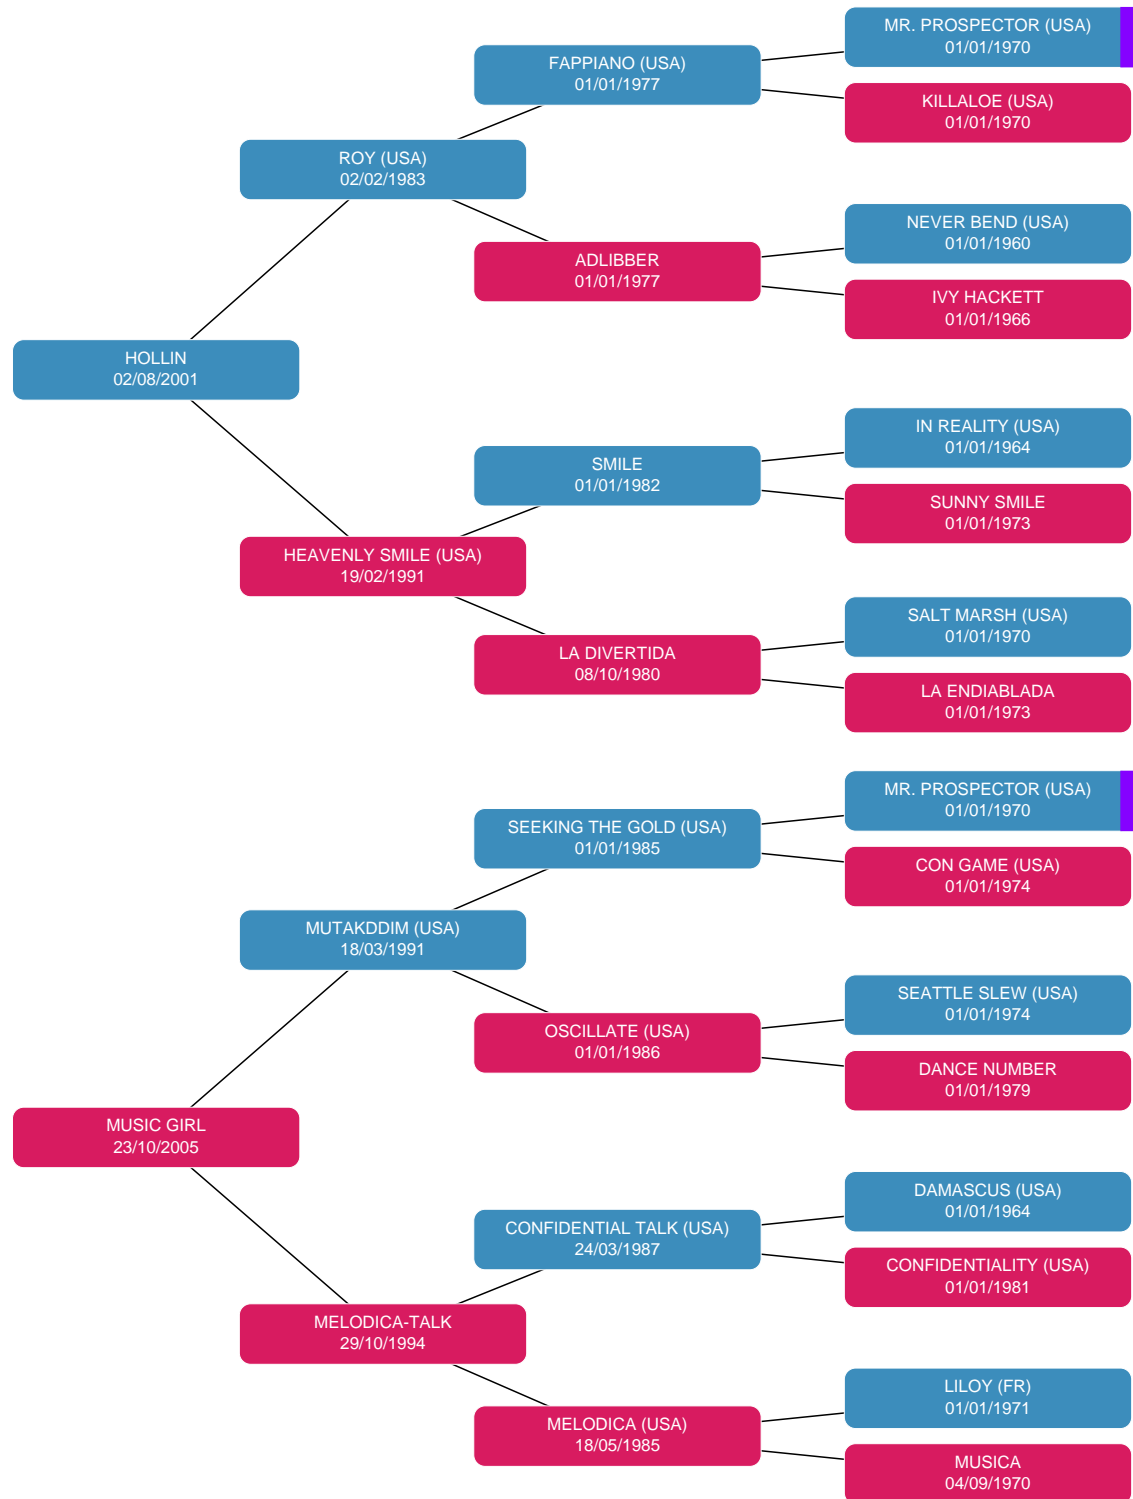 MR. PROSPECTOR (USA)
01/01/1970
FAPPIANO (USA)
01/01/1977
KILLALOE (USA)
01/01/1970
ROY (USA)
02/02/1983
NEVER BEND (USA)
01/01/1960
ADLIBBER
01/01/1977
IVY HACKETT
01/01/1966
HOLLIN
02/08/2001
IN REALITY (USA)
01/01/1964
SMILE
01/01/1982
SUNNY SMILE
01/01/1973
HEAVENLY SMILE (USA)
19/02/1991
SALT MARSH (USA)
01/01/1970
LA DIVERTIDA
08/10/1980
LA ENDIABLADA
01/01/1973
MR. PROSPECTOR (USA)
01/01/1970
SEEKING THE GOLD (USA)
01/01/1985
CON GAME (USA)
01/01/1974
MUTAKDDIM (USA)
18/03/1991
SEATTLE SLEW (USA)
01/01/1974
OSCILLATE (USA)
01/01/1986
DANCE NUMBER
01/01/1979
MUSIC GIRL
23/10/2005
DAMASCUS (USA)
01/01/1964
CONFIDENTIAL TALK (USA)
24/03/1987
CONFIDENTIALITY (USA)
01/01/1981
MELODICA-TALK
29/10/1994
LILOY (FR)
01/01/1971
MELODICA (USA)
18/05/1985
MUSICA
04/09/1970